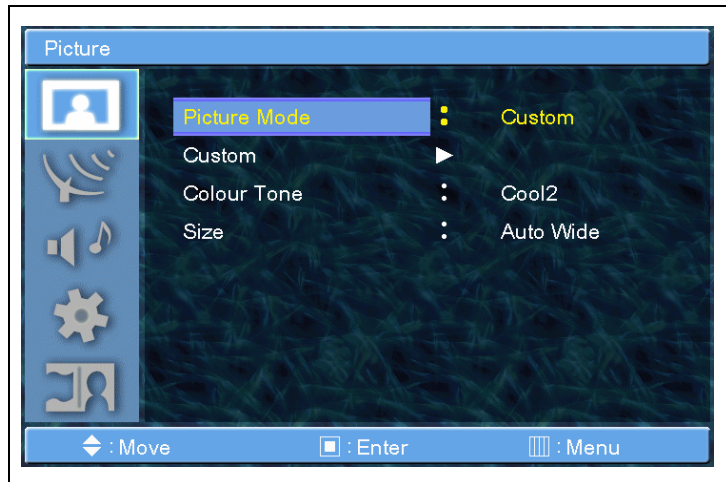 Picture
Picture Mode : Custom
Custom
Colour Tone : Cool2
Size : Auto Wide
: Move : Enter : Menu